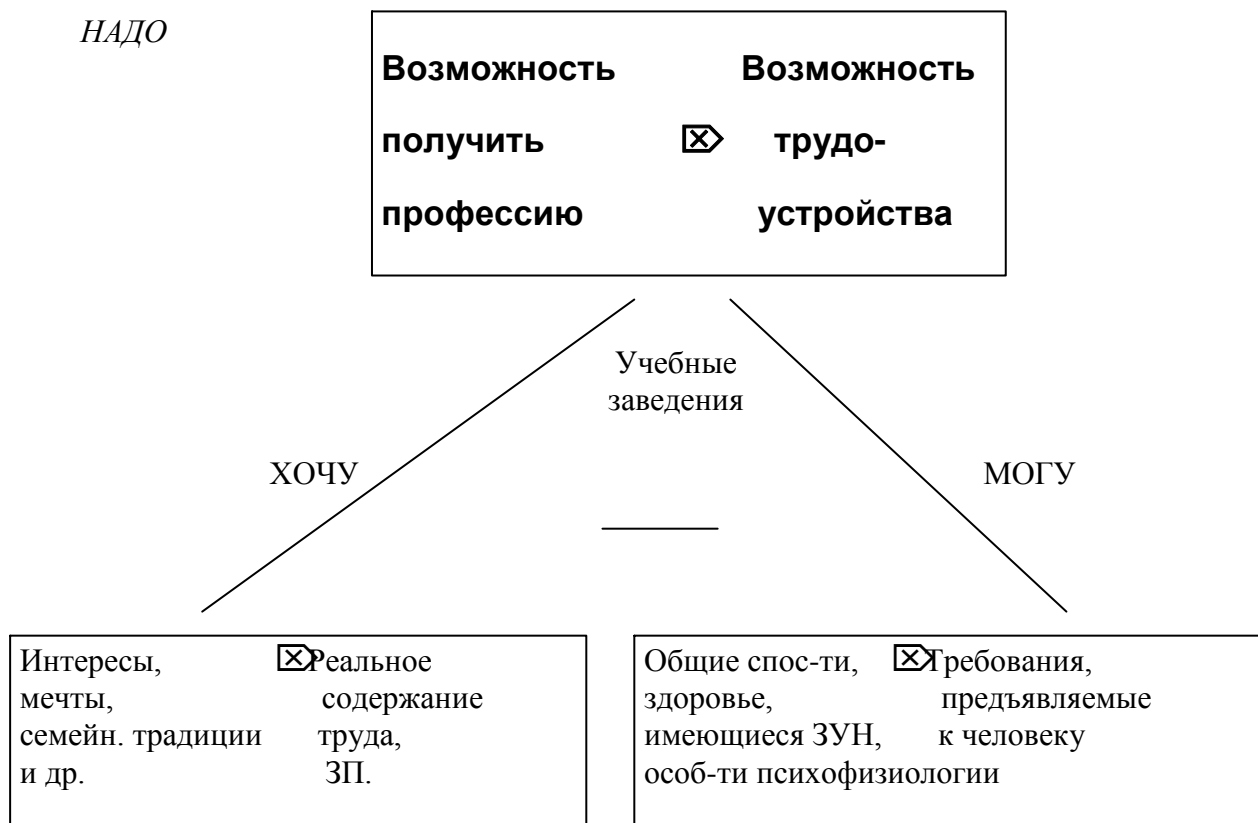 НАДО
Возможность Возможность
получить ⌦ трудо-
профессию устройства
Учебные
заведения
ХОЧУ
МОГУ
Интересы, ⌦Реальное
мечты, содержание
семейн. традиции труда,
и др. ЗП.
Общие спос-ти, ⌦Требования,
здоровье, предъявляемые
имеющиеся ЗУН, к человеку
особ-ти психофизиологии